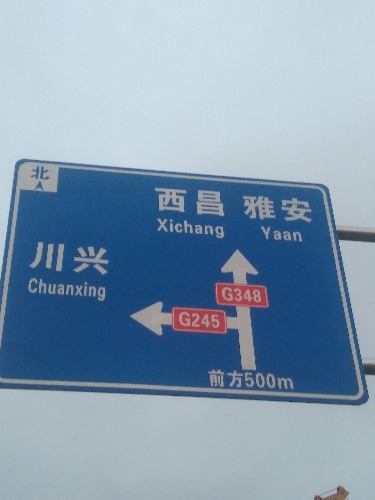 北
西昌 雅安
Xichang Yaan
川兴
Chuanxing
G348
G245
前方500m